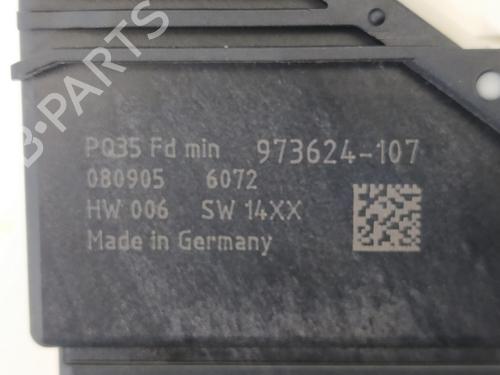 PQ35 Fd min 973624-107
080905 6072
HW 006 SW 14XX
Made in Germany
B-PARTS